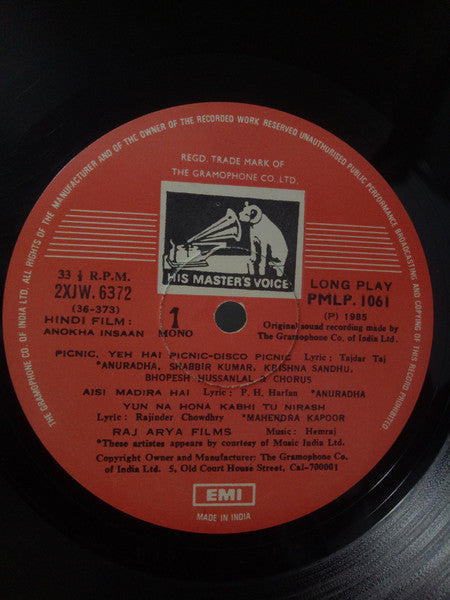 ALL RIGHTS OF THE MANUFACTURER AND OF THE OWNER OF THE RECORDED WORK RESERVED UNAUTHORISED PUBLIC PERFORMANCE BROADCASTING AND COPYING OF THIS RECORD PROHIBITED.
THE GRAMOPHONE CO. OF INDIA LTD.
REGD. TRADE MARK OF
THE GRAMOPHONE CO. LTD.
HIS MASTER'S VOICE
33 ⅓ R.P.M.
2XJW. 6372
(36-373)
HINDI FILM:
ANOKHA INSAAN
1
MONO
LONG PLAY
PMLP. 1061
(P) 1985
Original sound recording made by
The Gramophone Co. of India Ltd.
PICNIC, YEH HAI PICNIC-DISCO PICNIC Lyric: Tajdar Taj
*ANURADHA, SHABBIR KUMAR, KRISHNA SANDHU,
BHOPESH HUSSANLAL & CHORUS
AISI MADIRA HAI Lyric: P. H. Harfan *ANURADHA
YUN NA HONA KABHI TU NIRASH
Lyric: Rajinder Chowdhry *MAHENDRA KAPOOR
RAJ ARYA FILMS Music: Hemraj
*These artistes appears by courtesy of Music India Ltd.
Copyright Owner and Manufacturer: The Gramophone Co.
of India Ltd. 5, Old Court House Street, Cal-700001
EMI
MADE IN INDIA